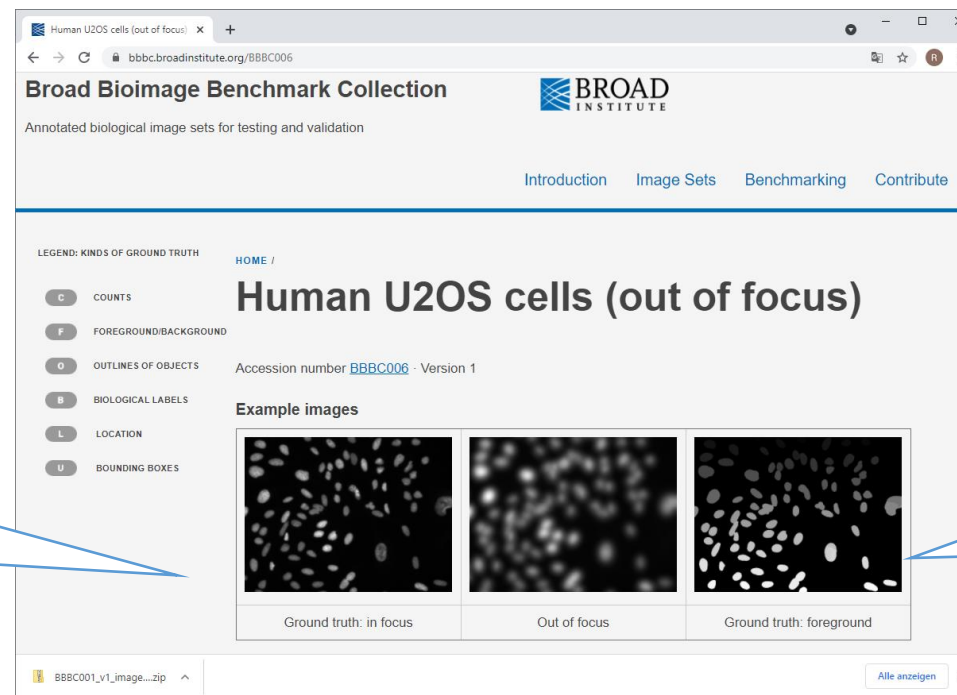 Human U2OS cells (out of focus)
bbbc.broadinstitute.org/BBBC006
R
Broad Bioimage Benchmark Collection
BROAD
INSTITUTE
Annotated biological image sets for testing and validation
Introduction Image Sets Benchmarking Contribute
LEGEND: KINDS OF GROUND TRUTH
C COUNTS
F FOREGROUND/BACKGROUND
O OUTLINES OF OBJECTS
B BIOLOGICAL LABELS
L LOCATION
U BOUNDING BOXES
HOME /
Human U2OS cells (out of focus)
Accession number BBBC006 · Version 1
Example images
Ground truth: in focus
Out of focus
Ground truth: foreground
BBBC001_v1_image....zip
Alle anzeigen